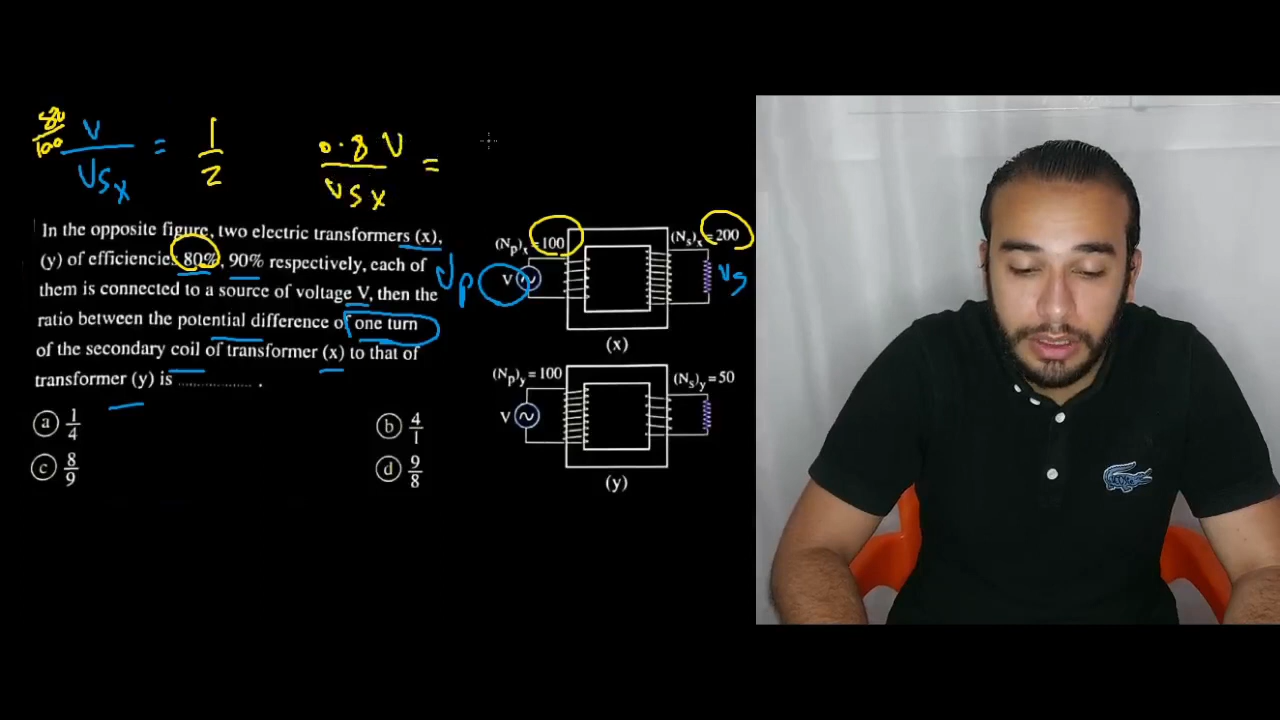 80/100 V/VSx = 1/2
0.8 V/VSx =
In the opposite figure, two electric transformers (x),
(y) of efficiencies 80%, 90% respectively, each of
them is connected to a source of voltage V, then the
ratio between the potential difference of one turn
of the secondary coil of transformer (x) to that of
transformer (y) is .................. .
(a) 1/4
(b) 4/1
(c) 8/9
(d) 9/8
(Np)x = 100
(Ns)x = 200
Vp
V
Vs
(x)
(Np)y = 100
(Ns)y = 50
V
(y)